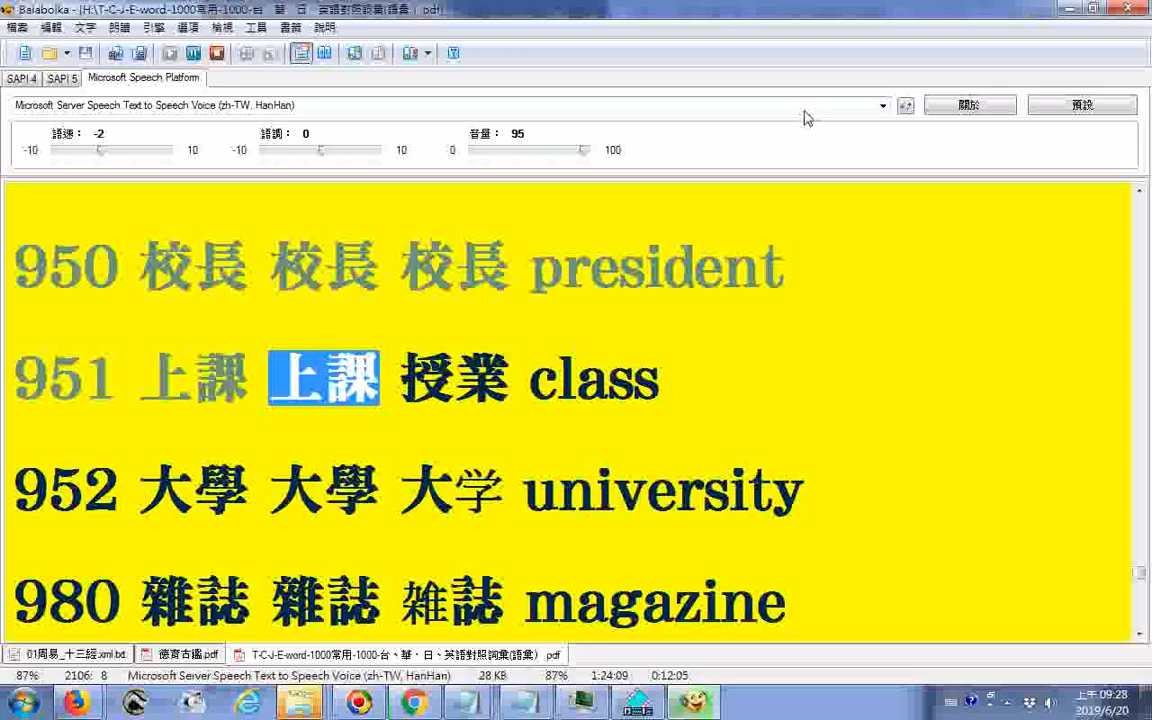 Balabolka - [H:\T-C-J-E-word-1000常用-1000-台、華、日、英語對照詞彙(語彙) pdf]
檔案 編輯 文字 朗讀 引擎 選項 檢視 工具 書籤 說明
SAPI 4 SAPI 5 Microsoft Speech Platform
Microsoft Server Speech Text to Speech Voice (zh-TW, HanHan) 關於 預設
語速： -2 語調： 0 音量： 95
-10 10 -10 10 0 100
950 校長 校長 校長 president
951 上課 上課 授業 class
952 大學 大學 大学 university
980 雜誌 雜誌 雑誌 magazine
01周易_十三經.xml.txt 德育古鑑.pdf T-C-J-E-word-1000常用-1000-台、華、日、英語對照詞彙(語彙) pdf
87% 2106: 8 Microsoft Server Speech Text to Speech Voice (zh-TW, HanHan) 28 KB 87% 1:24:09 0:12:05
上午 09:28
2019/6/20